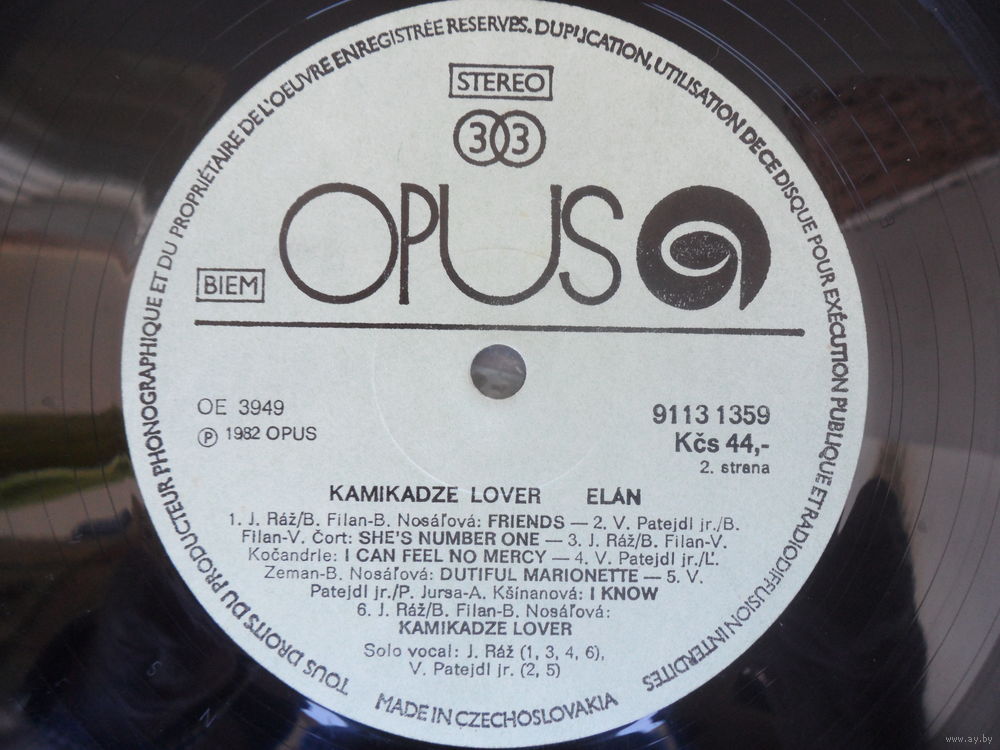 TOUS DROITS DU PRODUCTEUR PHONOGRAPHIQUE ET DU PROPRIÉTAIRE DE L'OEUVRE ENREGISTRÉE RESERVES. DUPLICATION, UTILISATION DE CE DISQUE POUR EXÉCUTION PUBLIQUE ET RADIODIFFUSION INTERDITES
STEREO
33
OPUS
BIEM
OE 3949
9113 1359
Ⓟ 1982 OPUS
Kčs 44,-
2. strana
KAMIKADZE LOVER ELÁN
1. J. Ráž/B. Filan-B. Nosáľová: FRIENDS — 2. V. Patejdl jr./B.
Filan-V. Čort: SHE'S NUMBER ONE — 3. J. Ráž/B. Filan-V.
Kočandrle: I CAN FEEL NO MERCY — 4. V. Patejdl jr./Ľ.
Zeman-B. Nosáľová: DUTIFUL MARIONETTE — 5. V.
Patejdl jr./P. Jursa-A. Kšínanová: I KNOW
6. J. Ráž/B. Filan-B. Nosáľová:
KAMIKADZE LOVER
Solo vocal: J. Ráž (1, 3, 4, 6),
V. Patejdl jr. (2, 5)
MADE IN CZECHOSLOVAKIA
www.ay.by